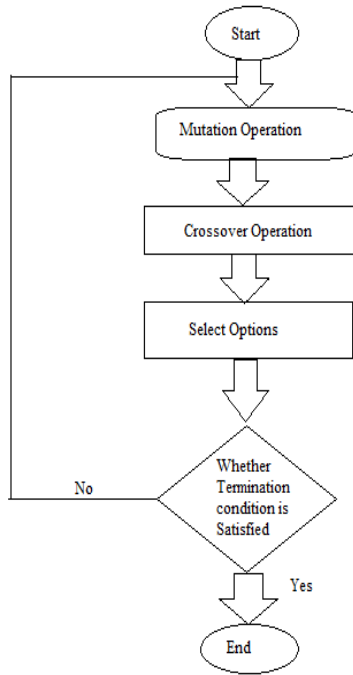 Start
Mutation Operation
Crossover Operation
Select Options
Whether
Termination
condition is
Satisfied
No
Yes
End